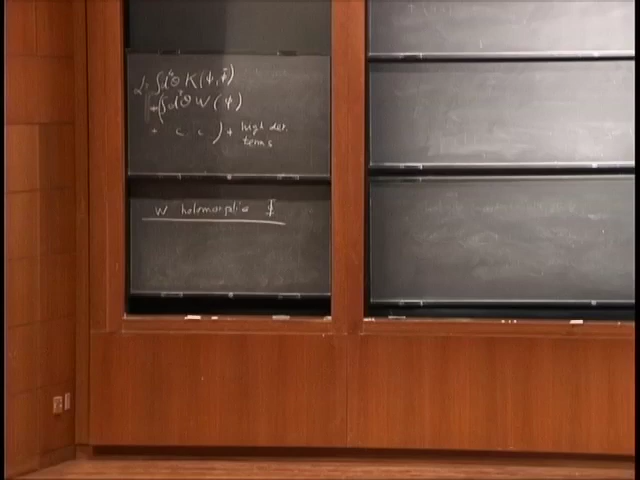 L = ∫d⁴θ K(Φ, Φ̄)
+ (∫d²θ W(Φ)
+ c c) + high der.
terms
W holomorphic Φ